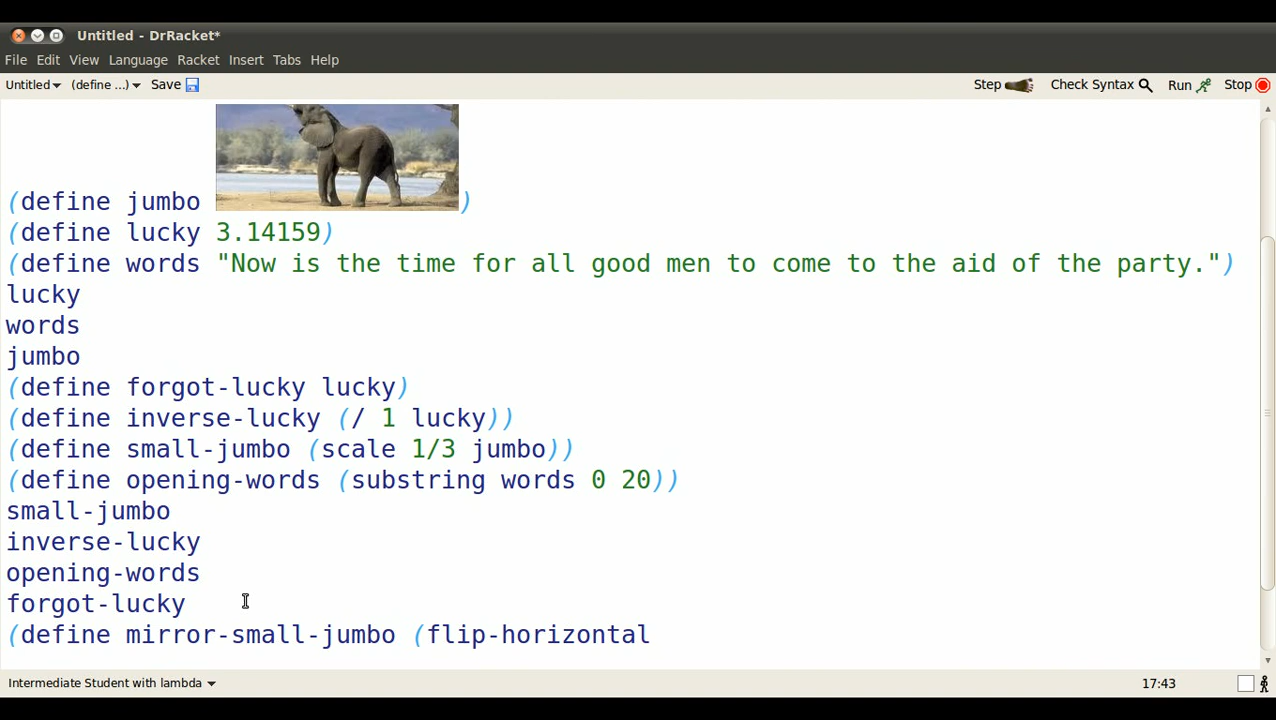 Untitled - DrRacket*
File Edit View Language Racket Insert Tabs Help
Untitled (define ...) Save Step Check Syntax Run Stop
(define jumbo )
(define lucky 3.14159)
(define words "Now is the time for all good men to come to the aid of the party.")
lucky
words
jumbo
(define forgot-lucky lucky)
(define inverse-lucky (/ 1 lucky))
(define small-jumbo (scale 1/3 jumbo))
(define opening-words (substring words 0 20))
small-jumbo
inverse-lucky
opening-words
forgot-lucky
(define mirror-small-jumbo (flip-horizontal
Intermediate Student with lambda 17:43